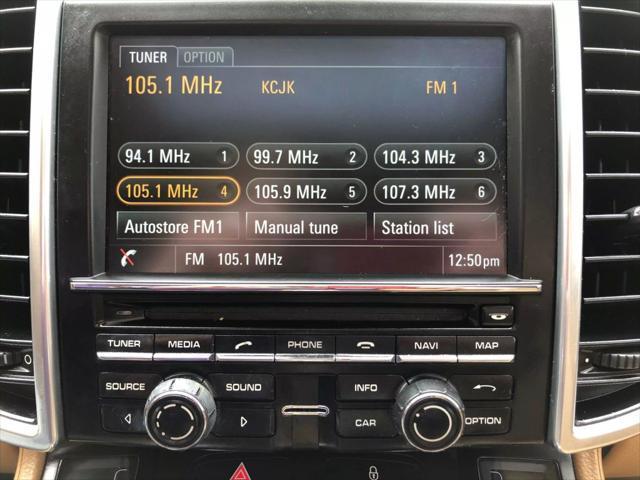 TUNER OPTION
105.1 MHz KCJK FM 1
94.1 MHz 1 99.7 MHz 2 104.3 MHz 3
105.1 MHz 4 105.9 MHz 5 107.3 MHz 6
Autostore FM1 Manual tune Station list
FM 105.1 MHz 12:50pm
TUNER MEDIA PHONE NAVI MAP
SOURCE SOUND INFO
CAR OPTION